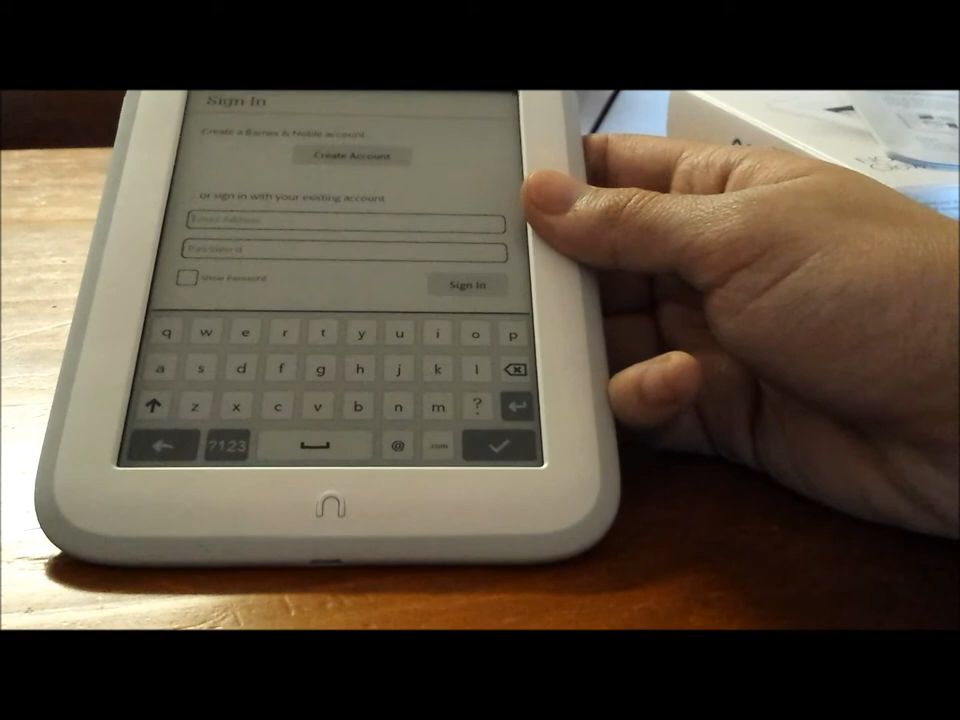 Sign In
Create a Barnes & Noble account
Create Account
or sign in with your existing account
Email Address
Password
Show Password
Sign In
q w e r t y u i o p
a s d f g h j k l
z x c v b n m ?
?123 @ .com
n